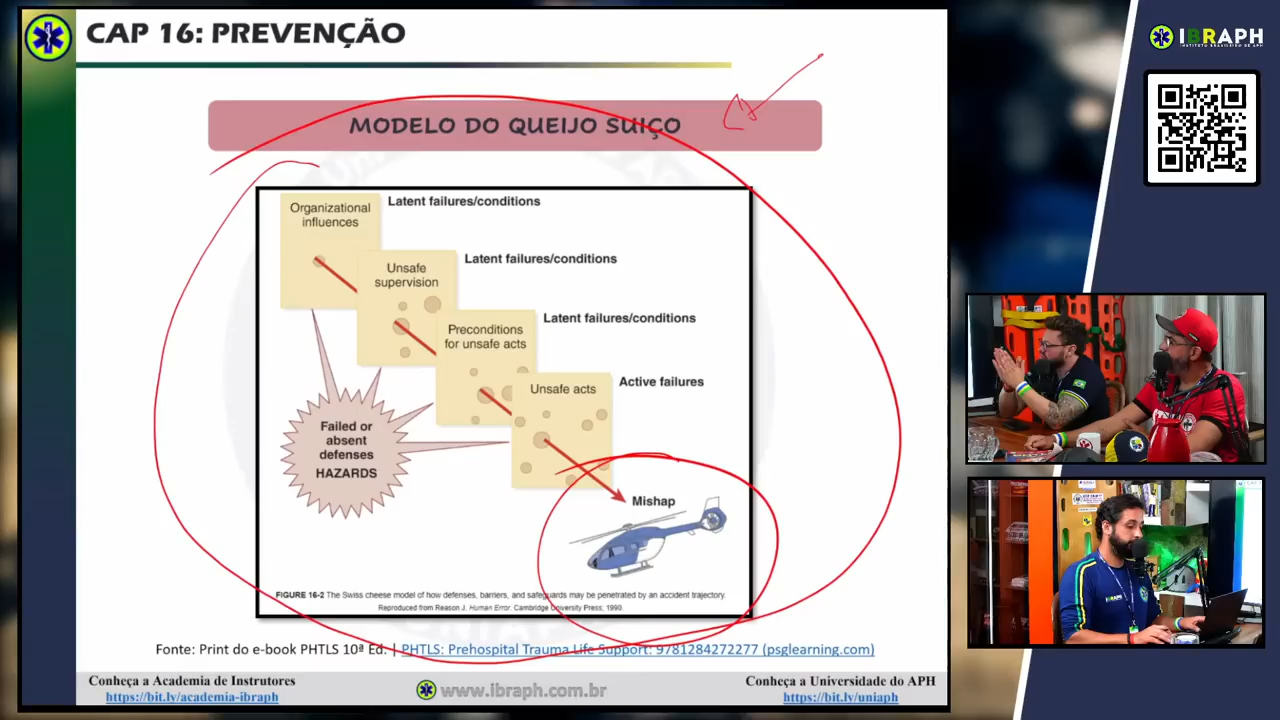 CAP 16: PREVENÇÃO
MODELO DO QUEIJO SUIÇO
Organizational
influences
Latent failures/conditions
Unsafe
supervision
Latent failures/conditions
Preconditions
for unsafe acts
Latent failures/conditions
Unsafe acts
Active failures
Failed or
absent
defenses
HAZARDS
Mishap
FIGURE 16-2 The Swiss cheese model of how defenses, barriers, and safeguards may be penetrated by an accident trajectory.
Reproduced from Reason J. Human Error. Cambridge University Press; 1990.
Fonte: Print do e-book PHTLS 10ª Ed. | PHTLS: Prehospital Trauma Life Support: 9781284272277 (psglearning.com)
Conheça a Academia de Instrutores
https://bit.ly/academia-ibraph
www.ibraph.com.br
Conheça a Universidade do APH
https://bit.ly/uniaph
IBRAPH
INSTITUTO BRASILEIRO DE APH